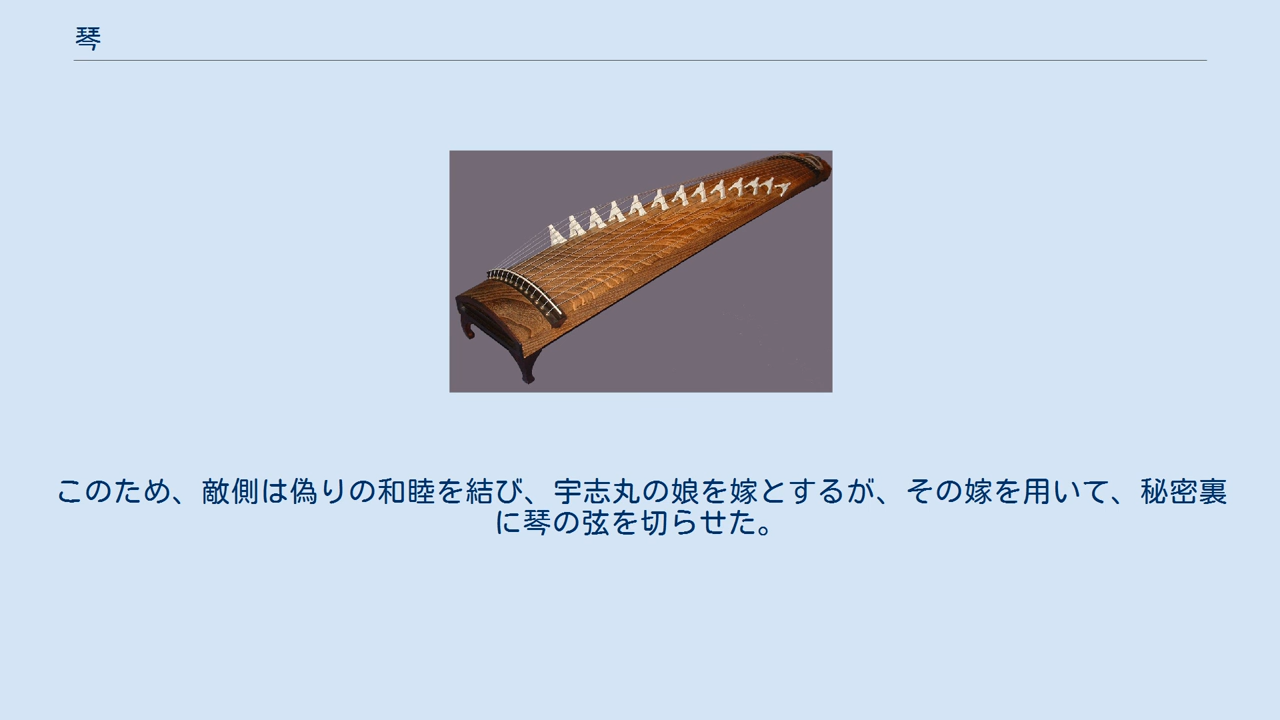 琴
このため、敵側は偽りの和睦を結び、宇志丸の娘を嫁とするが、その嫁を用いて、秘密裏
に琴の弦を切らせた。